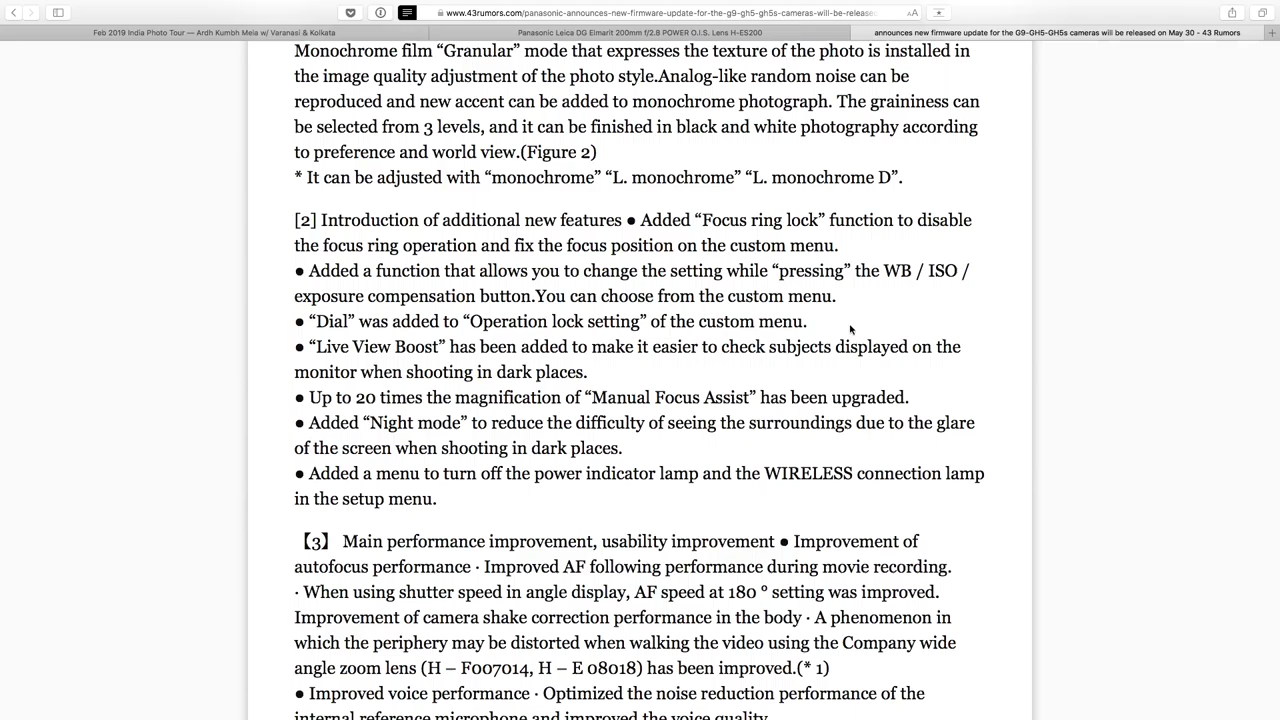 www.43rumors.com/panasonic-announces-new-firmware-update-for-the-g9-gh5-gh5s-cameras-will-be-released-
Feb 2019 India Photo Tour — Ardh Kumbh Mela w/ Varanasi & Kolkata
Panasonic Leica DG Elmarit 200mm f/2.8 POWER O.I.S. Lens H-ES200
announces new firmware update for the G9-GH5-GH5s cameras will be released on May 30 - 43 Rumors
Monochrome film “Granular” mode that expresses the texture of the photo is installed in
the image quality adjustment of the photo style.Analog-like random noise can be
reproduced and new accent can be added to monochrome photograph. The graininess can
be selected from 3 levels, and it can be finished in black and white photography according
to preference and world view.(Figure 2)
* It can be adjusted with “monochrome” “L. monochrome” “L. monochrome D”.
[2] Introduction of additional new features ● Added “Focus ring lock” function to disable
the focus ring operation and fix the focus position on the custom menu.
● Added a function that allows you to change the setting while “pressing” the WB / ISO /
exposure compensation button.You can choose from the custom menu.
● “Dial” was added to “Operation lock setting” of the custom menu.
● “Live View Boost” has been added to make it easier to check subjects displayed on the
monitor when shooting in dark places.
● Up to 20 times the magnification of “Manual Focus Assist” has been upgraded.
● Added “Night mode” to reduce the difficulty of seeing the surroundings due to the glare
of the screen when shooting in dark places.
● Added a menu to turn off the power indicator lamp and the WIRELESS connection lamp
in the setup menu.
【3】 Main performance improvement, usability improvement ● Improvement of
autofocus performance · Improved AF following performance during movie recording.
· When using shutter speed in angle display, AF speed at 180 ° setting was improved.
Improvement of camera shake correction performance in the body · A phenomenon in
which the periphery may be distorted when walking the video using the Company wide
angle zoom lens (H – F007014, H – E 08018) has been improved.(* 1)
● Improved voice performance · Optimized the noise reduction performance of the
internal reference microphone and improved the voice quality.